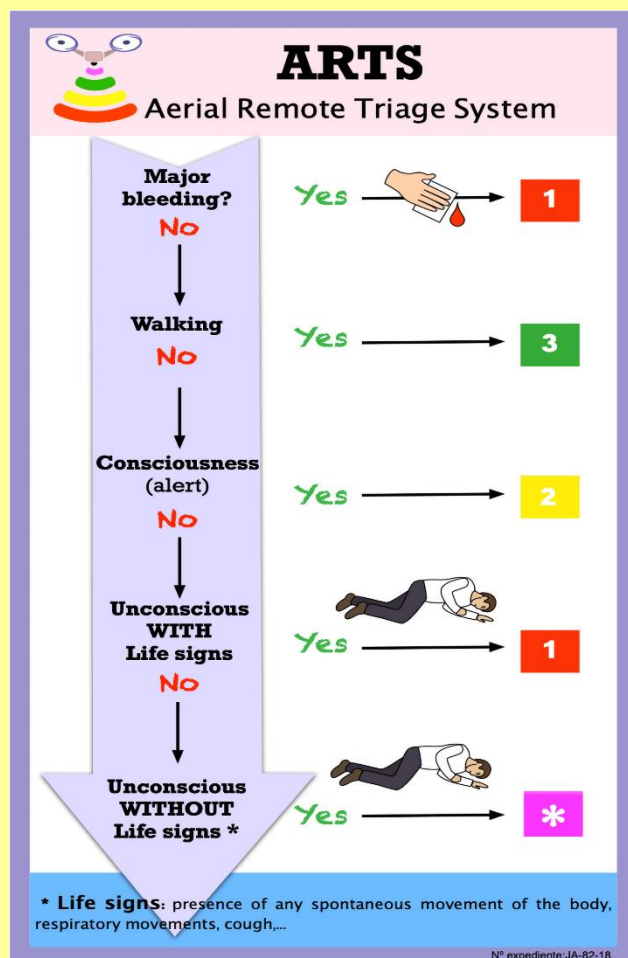 ARTS
Aerial Remote Triage System
Major
bleeding?
No
Yes
1
Walking
No
Yes
3
Consciousness
(alert)
No
Yes
2
Unconscious
WITH
Life signs
No
Yes
1
Unconscious
WITHOUT
Life signs *
Yes
*
* Life signs: presence of any spontaneous movement of the body,
respiratory movements, cough,...
Nº expediente:JA-82-18